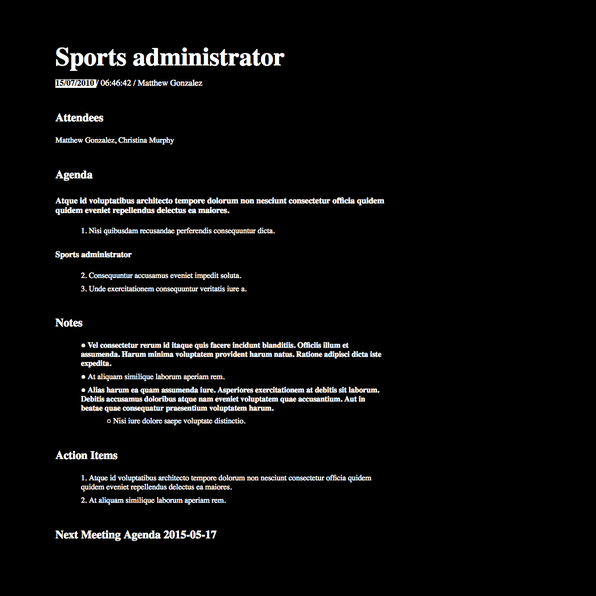 Sports administrator
15/07/2010 / 06:46:42 / Matthew Gonzalez
Attendees
Matthew Gonzalez, Christina Murphy
Agenda
Atque id voluptatibus architecto tempore dolorum non nesciunt consectetur officia quidem
quidem eveniet repellendus delectus ea maiores.
1. Nisi quibusdam recusandae perferendis consequuntur dicta.
Sports administrator
2. Consequuntur accusamus eveniet impedit soluta.
3. Unde exercitationem consequuntur veritatis iure a.
Notes
● Vel consectetur rerum id itaque quis facere incidunt blanditiis. Officiis illum et
assumenda. Harum minima voluptatem provident harum natus. Ratione adipisci dicta iste
expedita.
● At aliquam similique laborum aperiam rem.
● Alias harum ea quam assumenda iure. Asperiores exercitationem at debitis sit laborum.
Debitis accusamus doloribus atque nam eveniet voluptatem quae accusantium. Aut in
beatae quae consequatur praesentium voluptatem harum.
○ Nisi iure dolore saepe voluptate distinctio.
Action Items
1. Atque id voluptatibus architecto tempore dolorum non nesciunt consectetur officia quidem
quidem eveniet repellendus delectus ea maiores.
2. At aliquam similique laborum aperiam rem.
Next Meeting Agenda 2015-05-17